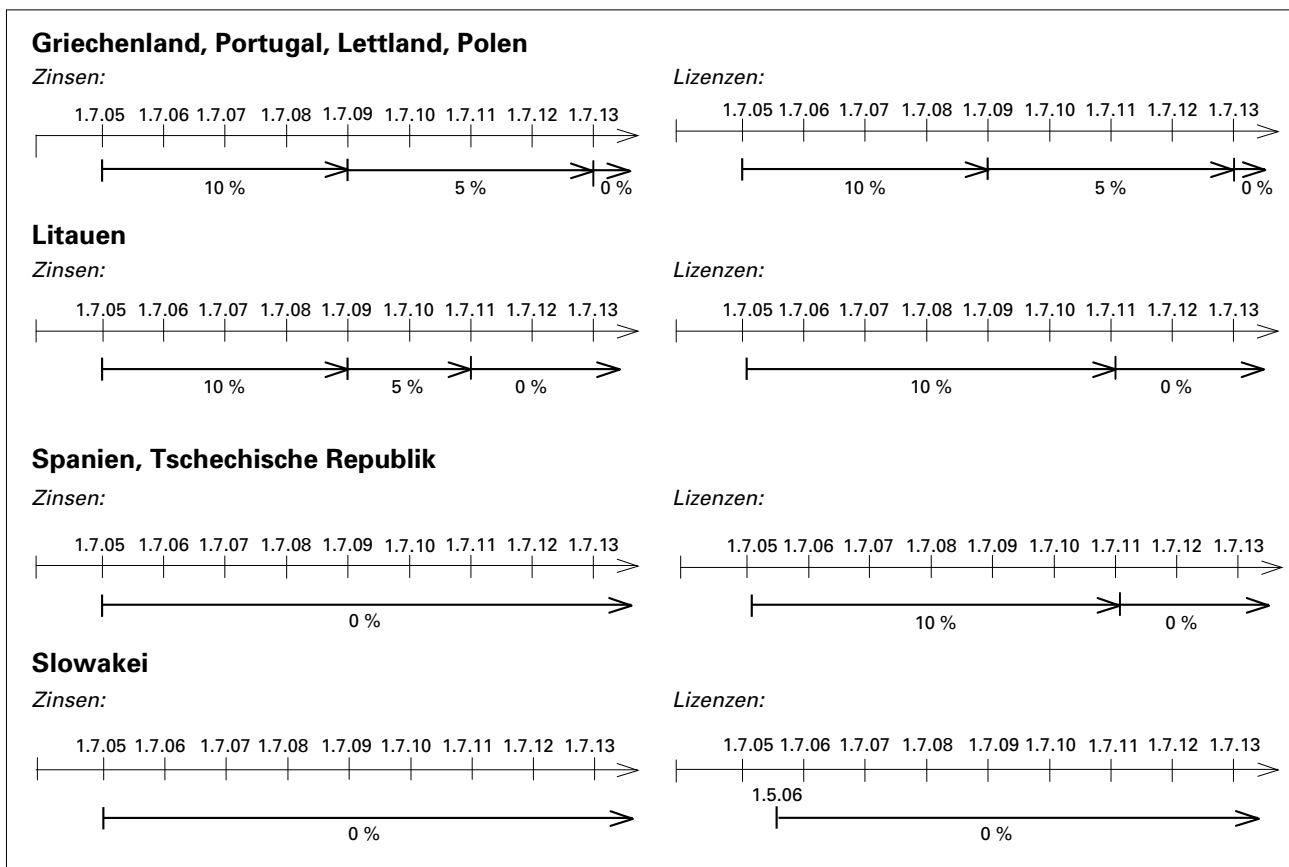 Griechenland, Portugal, Lettland, Polen
Zinsen:
1.7.05 1.7.06 1.7.07 1.7.08 1.7.09 1.7.10 1.7.11 1.7.12 1.7.13
10 % 5 % 0 %
Lizenzen:
1.7.05 1.7.06 1.7.07 1.7.08 1.7.09 1.7.10 1.7.11 1.7.12 1.7.13
10 % 5 % 0 %
Litauen
Zinsen:
1.7.05 1.7.06 1.7.07 1.7.08 1.7.09 1.7.10 1.7.11 1.7.12 1.7.13
10 % 5 % 0 %
Lizenzen:
1.7.05 1.7.06 1.7.07 1.7.08 1.7.09 1.7.10 1.7.11 1.7.12 1.7.13
10 % 0 %
Spanien, Tschechische Republik
Zinsen:
1.7.05 1.7.06 1.7.07 1.7.08 1.7.09 1.7.10 1.7.11 1.7.12 1.7.13
0 %
Lizenzen:
1.7.05 1.7.06 1.7.07 1.7.08 1.7.09 1.7.10 1.7.11 1.7.12 1.7.13
10 % 0 %
Slowakei
Zinsen:
1.7.05 1.7.06 1.7.07 1.7.08 1.7.09 1.7.10 1.7.11 1.7.12 1.7.13
0 %
Lizenzen:
1.7.05 1.7.06 1.7.07 1.7.08 1.7.09 1.7.10 1.7.11 1.7.12 1.7.13
1.5.06
0 %